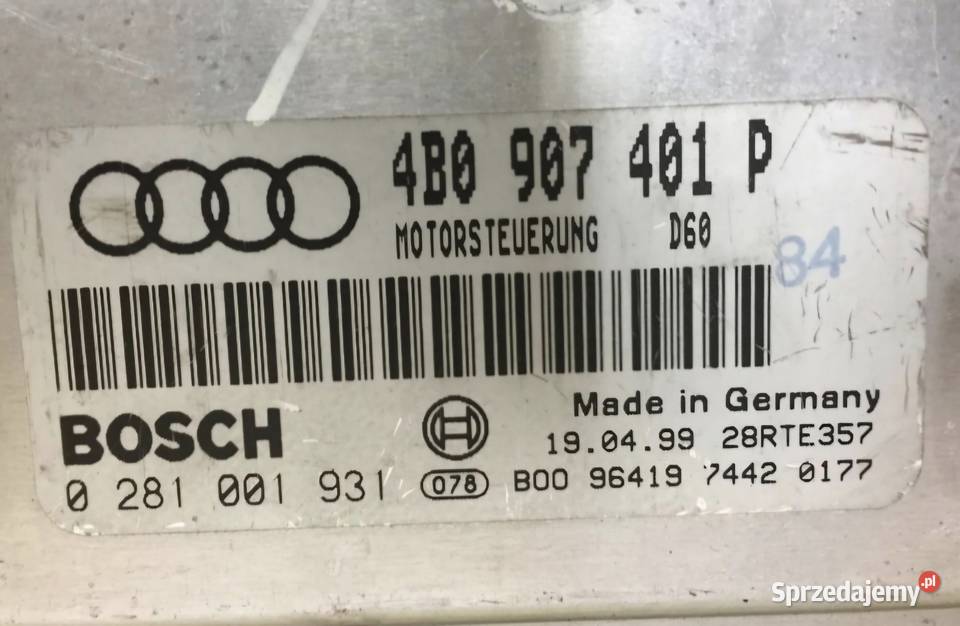 4B0 907 401 P
MOTORSTEUERUNG D60
84
BOSCH
Made in Germany
19.04.99 28RTE357
0 281 001 931 078 B00 96419 7442 0177
Sprzedajemy.pl